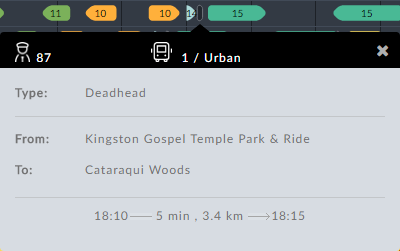 11 10 10 14 15 15
87 1 / Urban ✖
Type: Deadhead
From: Kingston Gospel Temple Park & Ride
To: Cataraqui Woods
18:10 5 min , 3.4 km 18:15